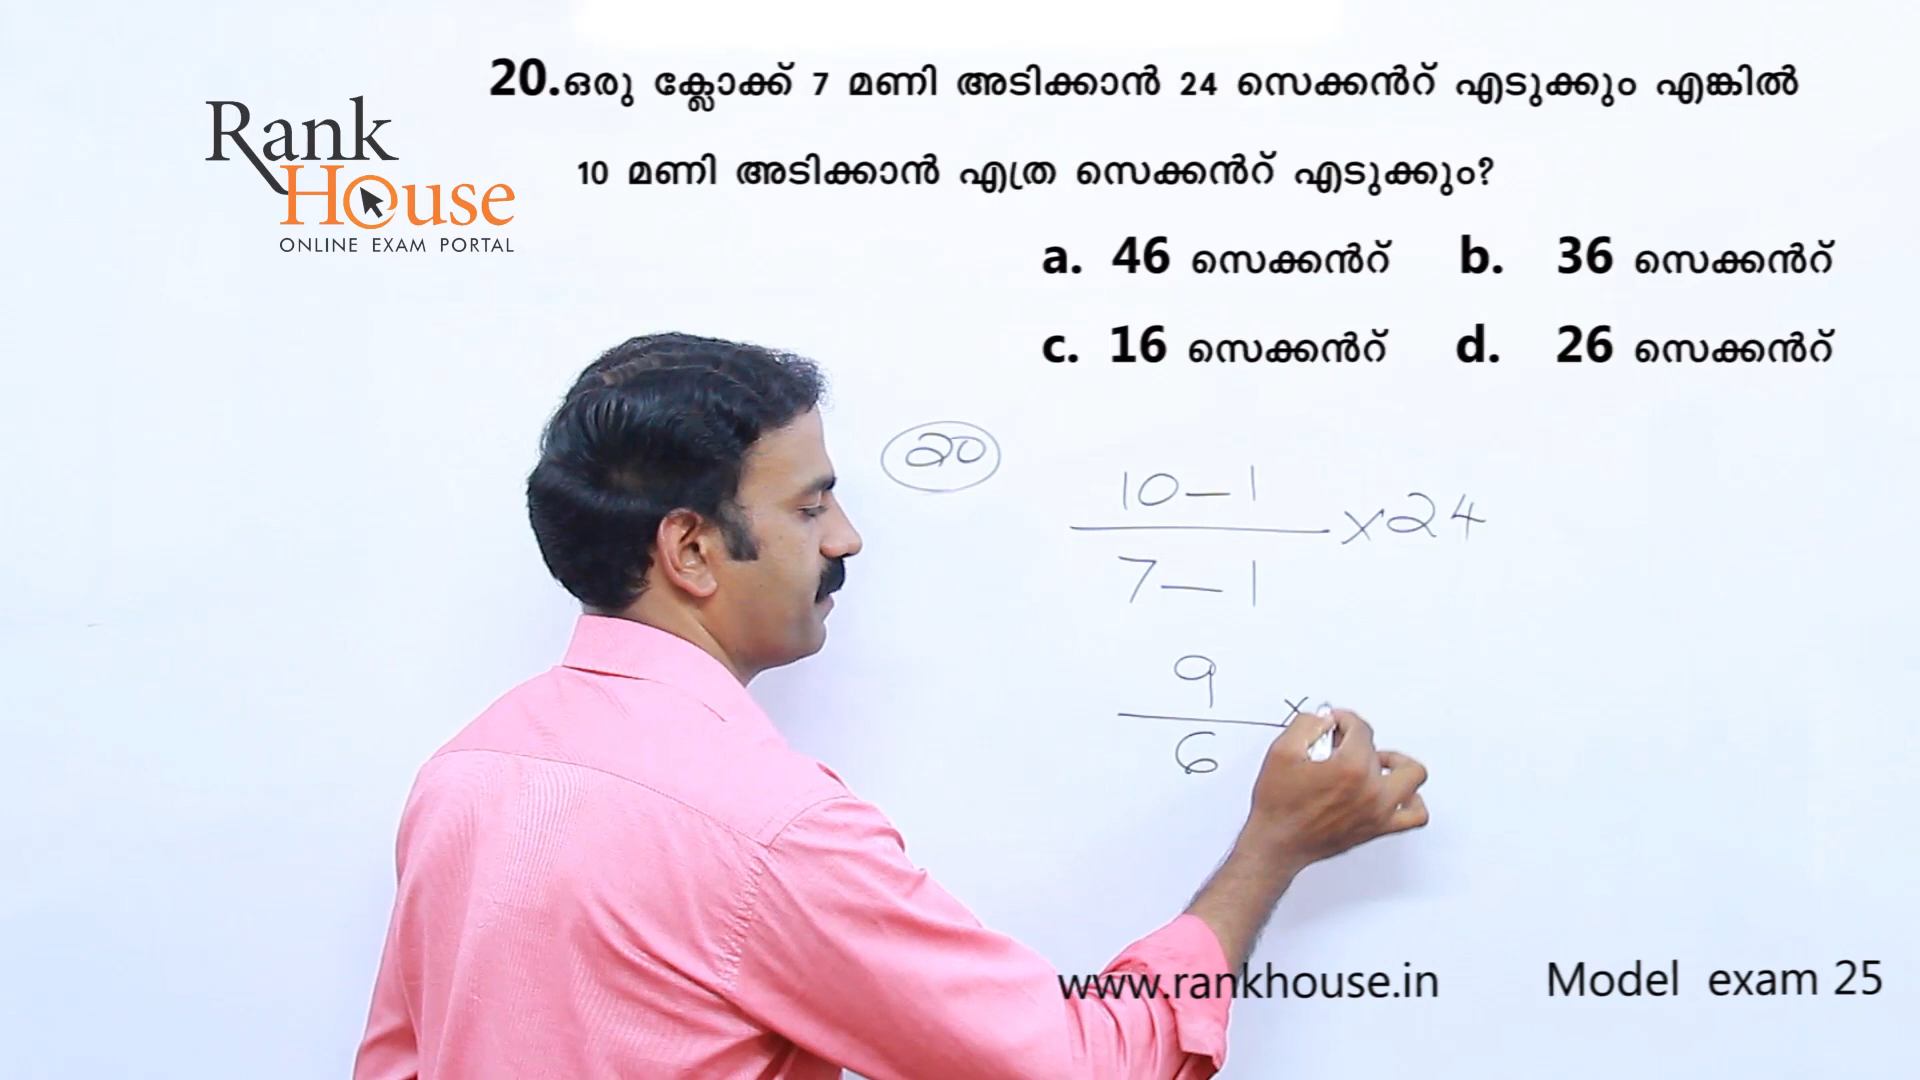 Rank
House
ONLINE EXAM PORTAL
20.ഒരു ക്ലോക്ക് 7 മണി അടിക്കാൻ 24 സെക്കൻറ് എടുക്കും എങ്കിൽ
10 മണി അടിക്കാൻ എത്ര സെക്കൻറ് എടുക്കും?
a. 46 സെക്കൻറ് b. 36 സെക്കൻറ്
c. 16 സെക്കൻറ് d. 26 സെക്കൻറ്
20
10-1
×24
7-1
9
×
6
www.rankhouse.in Model exam 25